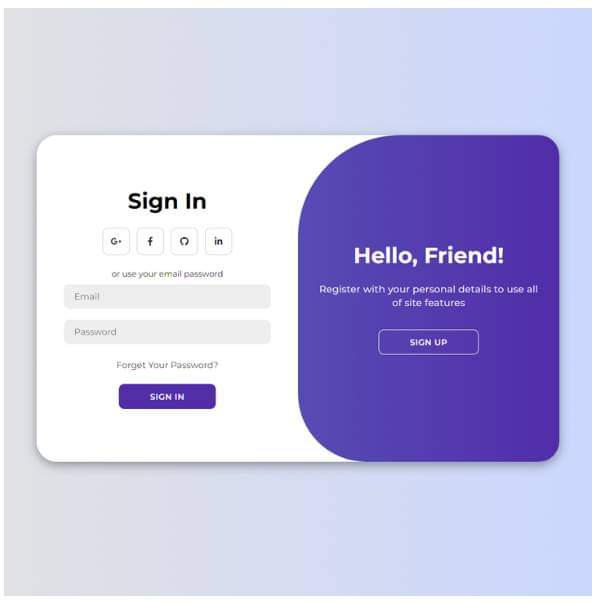 Sign In
G+ f in
or use your email password
Email
Password
Forget Your Password?
SIGN IN
Hello, Friend!
Register with your personal details to use all
of site features
SIGN UP